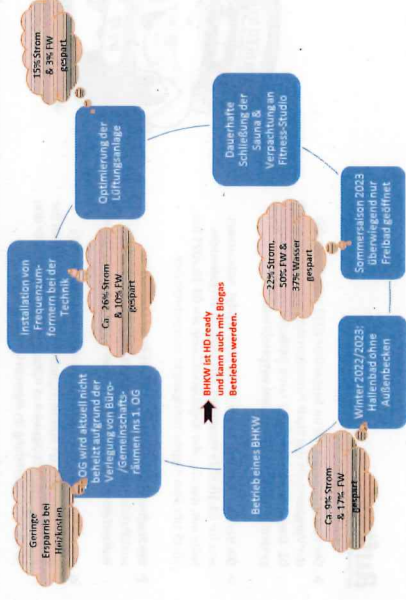 15% Strom
& 3% FW
gespart
Optimierung der
Lüftungsanlage
Dauerhafte
Schließung der
Sauna &
Verpachtung an
Fitness-Studio
Installation von
Frequenzum-
formern bei der
Technik
Ca. 26% Strom
& 10% FW
gespart
22% Strom,
50% FW &
37% Wasser
gespart
Sommersaison 2023
überwiegend nur
Freibad geöffnet
Geringe
Ersparnis bei
Heizkosten
OG wird aktuell nicht
beheizt aufgrund der
Verlegung von Büro-
/Gemeinschafts-
räumen ins 1. OG
BHKW ist HD ready
und kann auch mit Biogas
Betrieben werden.
Betrieb eines BHKW
Winter 2022/2023:
Hallenbad ohne
Außenbecken
Ca. 9% Strom
& 17% FW
gespart